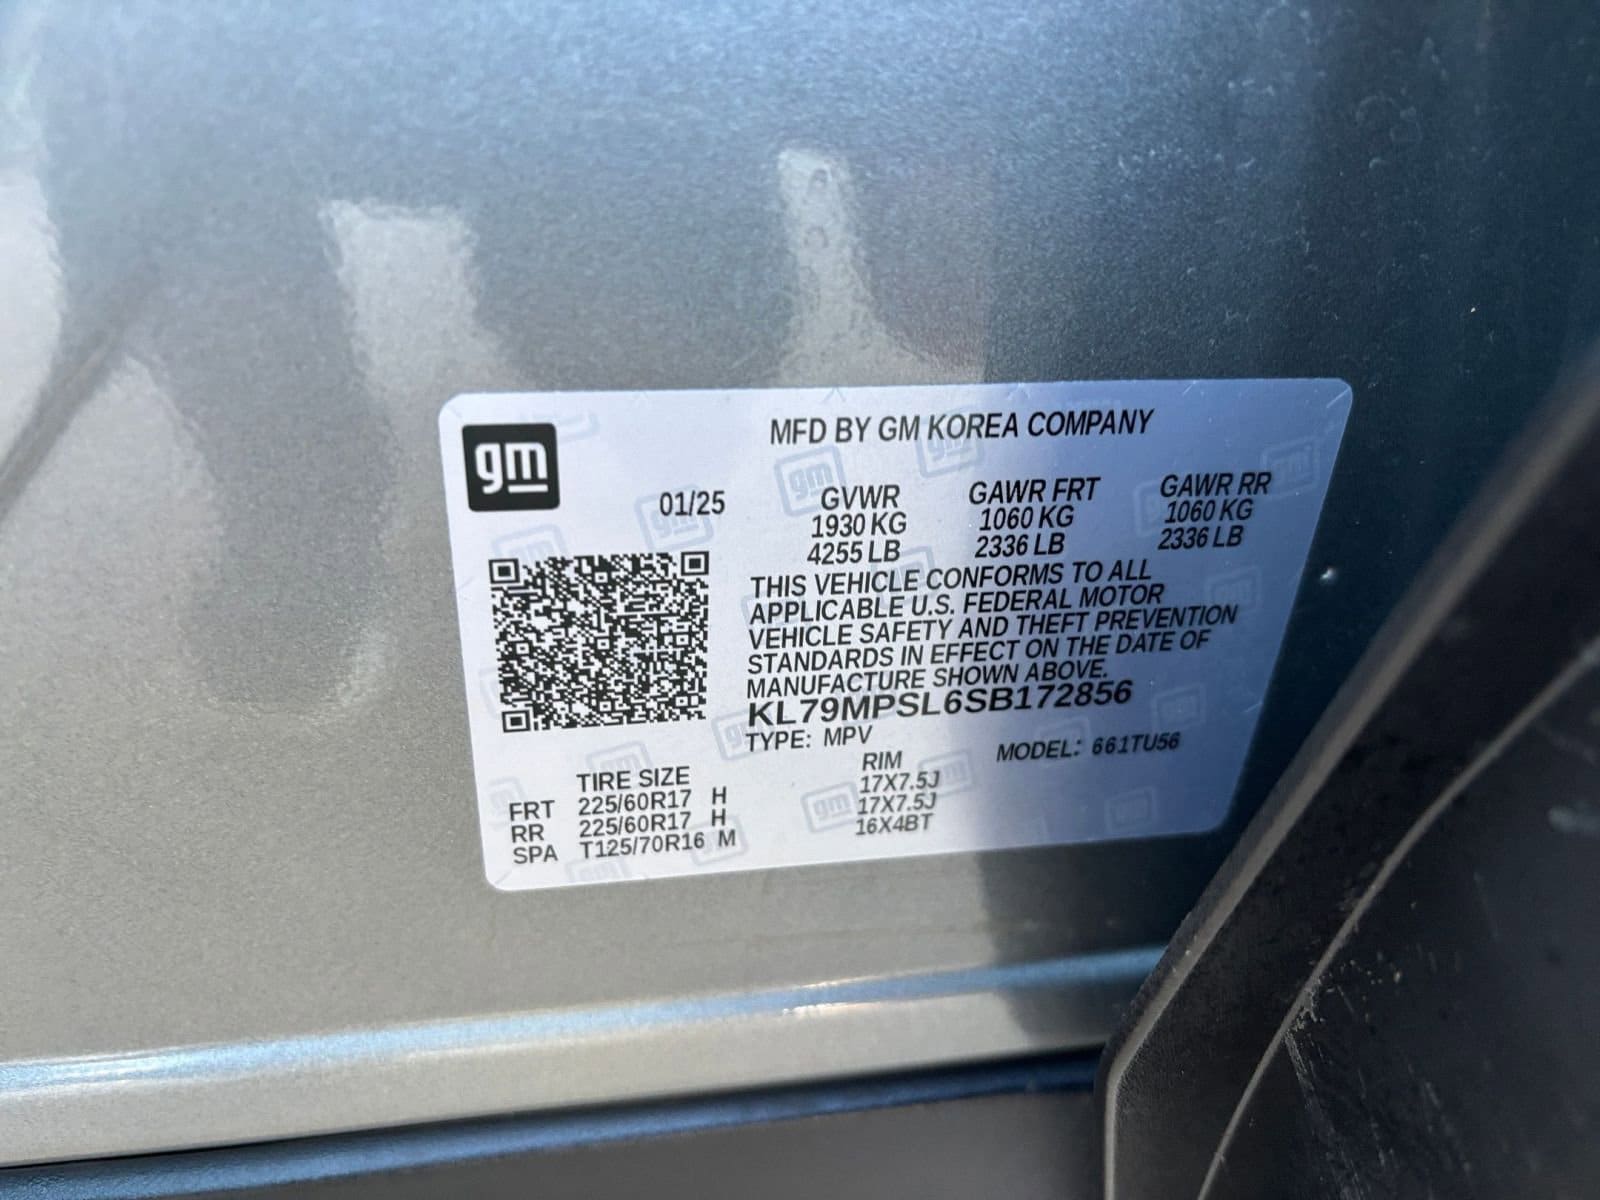 gm
MFD BY GM KOREA COMPANY
01/25
GVWR GAWR FRT GAWR RR
1930 KG 1060 KG 1060 KG
4255 LB 2336 LB 2336 LB
THIS VEHICLE CONFORMS TO ALL
APPLICABLE U.S. FEDERAL MOTOR
VEHICLE SAFETY AND THEFT PREVENTION
STANDARDS IN EFFECT ON THE DATE OF
MANUFACTURE SHOWN ABOVE.
KL79MPSL6SB172856
TYPE: MPV MODEL: 661TU56
TIRE SIZE RIM
FRT 225/60R17 H 17X7.5J
RR 225/60R17 H 17X7.5J
SPA T125/70R16 M 16X4BT